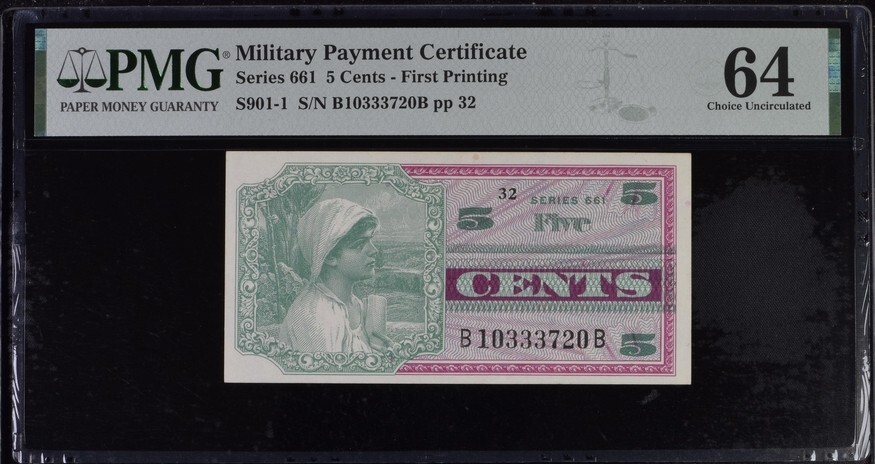 PMG®
PAPER MONEY GUARANTY
Military Payment Certificate
Series 661 5 Cents - First Printing
S901-1 S/N B10333720B pp 32
64
Choice Uncirculated
32
SERIES 661
5
5
Five
CENTS
B10333720B
5